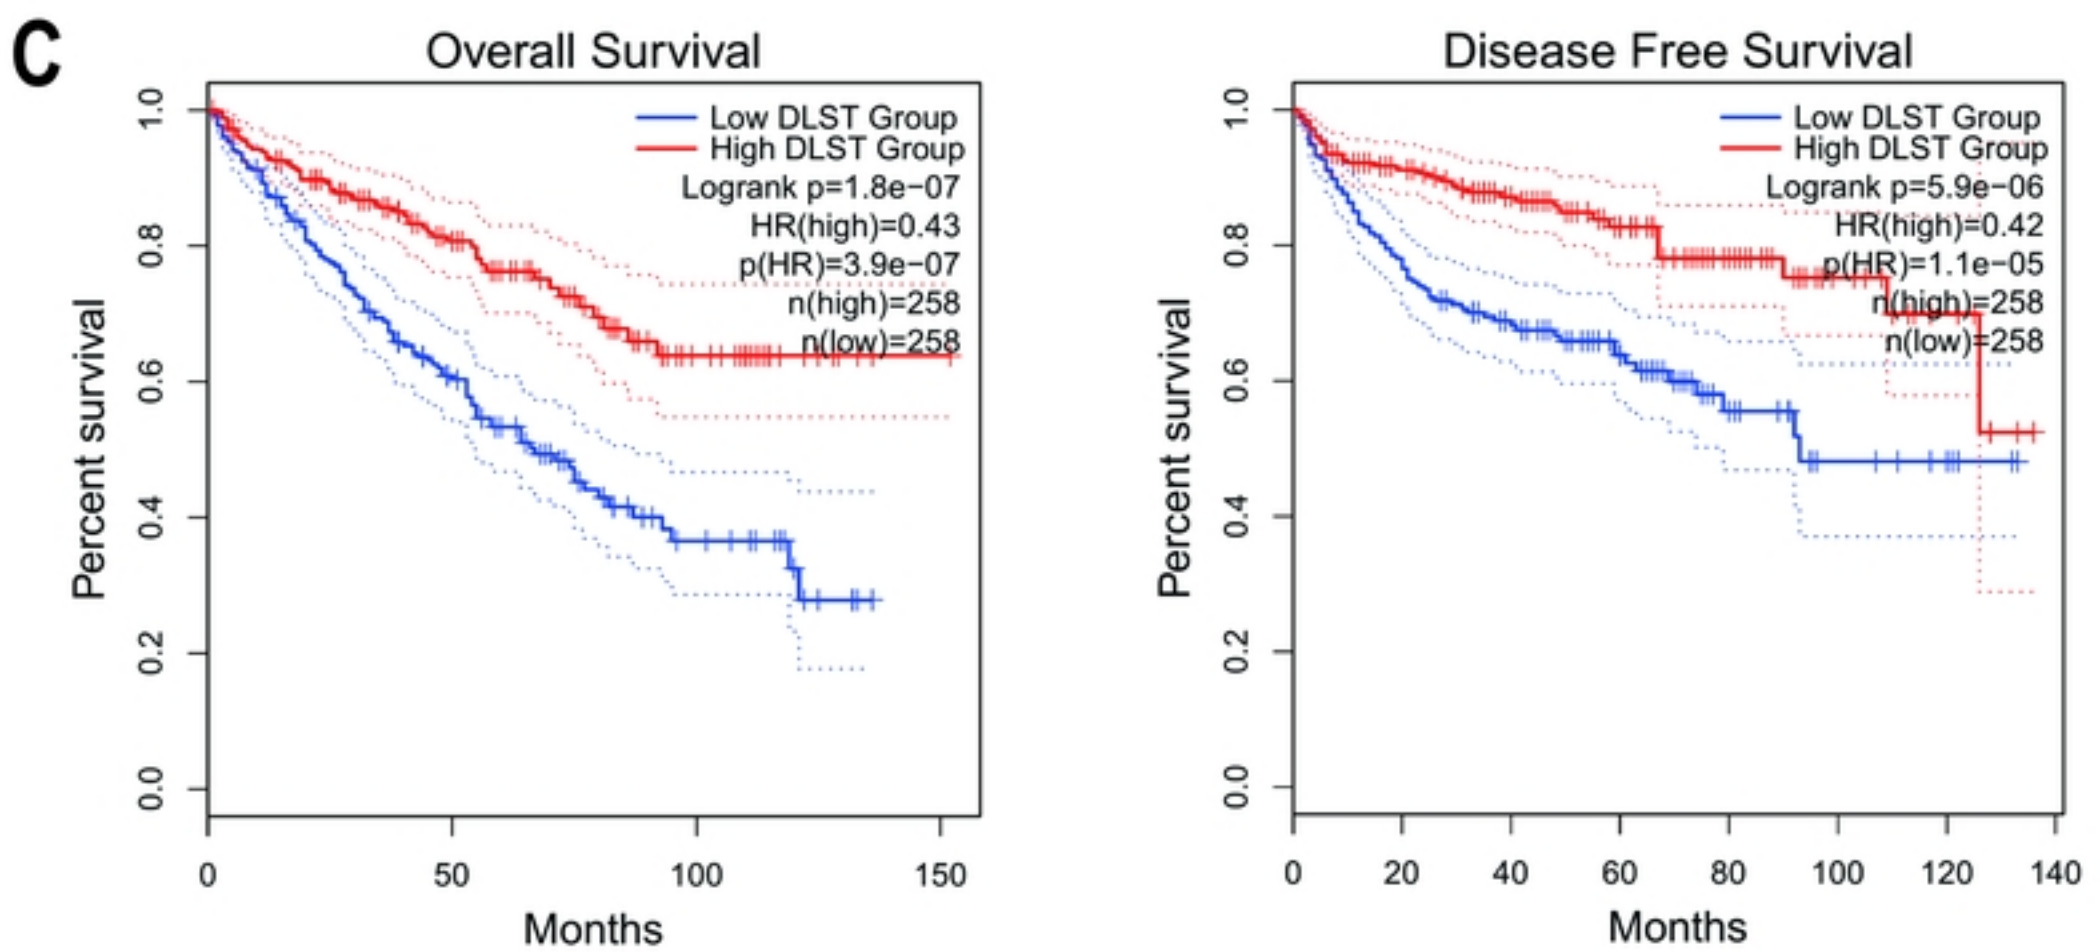 C
Overall Survival
Percent survival
1.0
0.8
0.6
0.4
0.2
0.0
Low DLST Group
High DLST Group
Logrank p=1.8e−07
HR(high)=0.43
p(HR)=3.9e−07
n(high)=258
n(low)=258
0 50 100 150
Months
Disease Free Survival
Percent survival
1.0
0.8
0.6
0.4
0.2
0.0
Low DLST Group
High DLST Group
Logrank p=5.9e−06
HR(high)=0.42
p(HR)=1.1e−05
n(high)=258
n(low)=258
0 20 40 60 80 100 120 140
Months